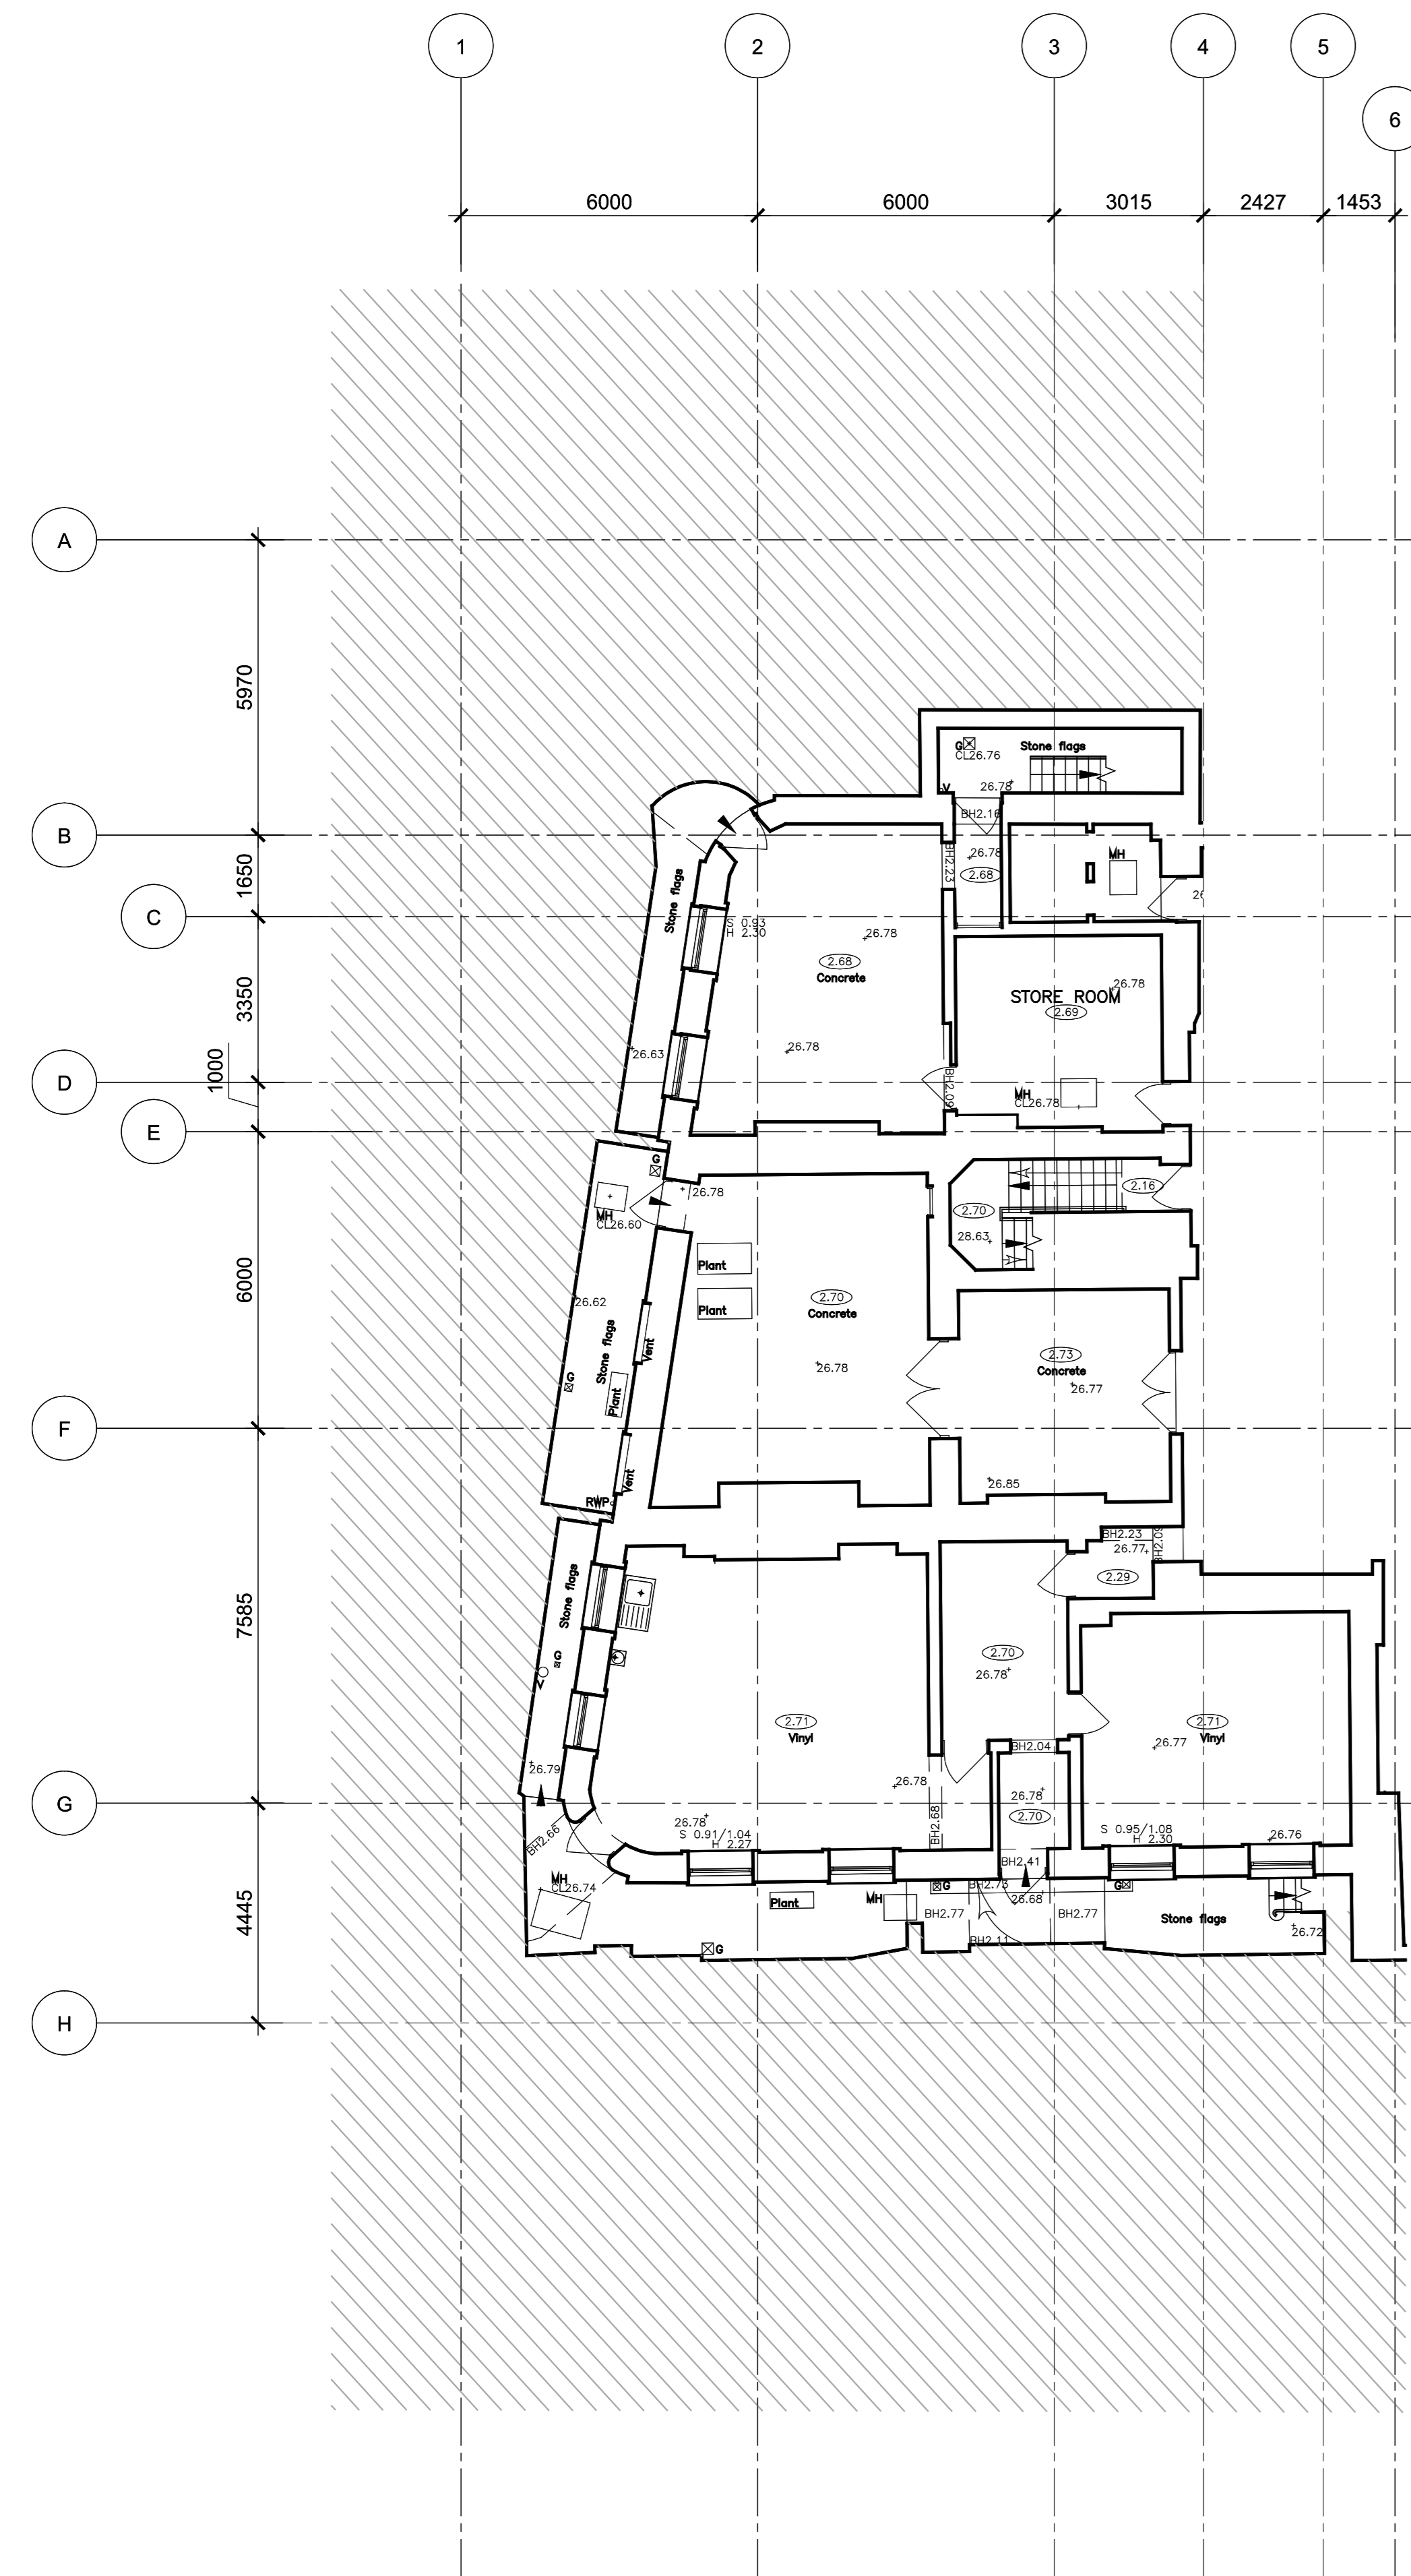 1
2
3
4
5
6
6000
6000
3015
2427
1453
A
5970
G
CL26.76
Stone flags
V
26.78
B
BH2.16
26.78
MH
BH2.23
2.68
1650
Stone flags
C
S 0.93
H 2.30
26.78
2.68
Concrete
26.78
STORE ROOM
2.69
3350
26.78
26.63
1000
D
BH2.09
MH
CL26.78
E
G
26.78
2.16
MH
CL26.60
2.70
28.63
Plant
6000
2.70
Concrete
Plant
26.62
Stone flags
Vent
2.73
Concrete
26.78
G
Plant
26.77
F
Vent
26.85
RWP
BH2.23
26.77
BH2.09
2.29
Stone flags
7585
G
V
2.70
26.78
2.71
Vinyl
2.71
Vinyl
BH2.04
26.77
26.79
26.78
26.78
G
26.78
2.70
BH2.68
S 0.91/1.04
H 2.27
S 0.95/1.08
H 2.30
26.76
BH2.66
BH2.41
MH
CL26.74
G
BH2.73
G
Plant
MH
26.68
4445
BH2.77
BH2.77
Stone flags
26.72
BH2.11
G
H